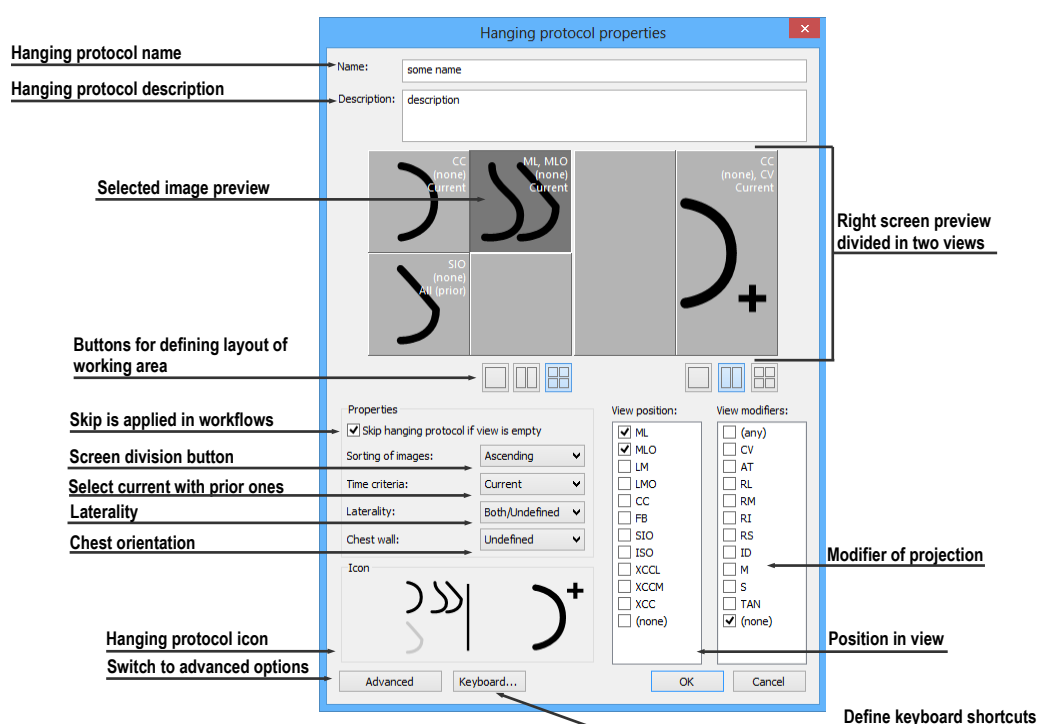 Hanging protocol properties
Hanging protocol name
Name:
some name
Hanging protocol description
Description:
description
CC
(none)
Current
ML, MLO
(none)
Current
CC
(none), CV
Current
Selected image preview
Right screen preview
divided in two views
SIO
(none)
All (prior)
Buttons for defining layout of
working area
Properties
Skip is applied in workflows
Skip hanging protocol if view is empty
Screen division button
Sorting of images:
Ascending
Select current with prior ones
Time criteria:
Current
Laterality
Laterality:
Both/Undefined
Chest orientation
Chest wall:
Undefined
View position:
ML
MLO
LM
LMO
CC
FB
SIO
ISO
XCCL
XCCM
XCC
(none)
View modifiers:
(any)
CV
AT
RL
RM
RI
RS
ID
M
S
TAN
(none)
Modifier of projection
Icon
Hanging protocol icon
Position in view
Switch to advanced options
Advanced
Keyboard...
OK
Cancel
Define keyboard shortcuts